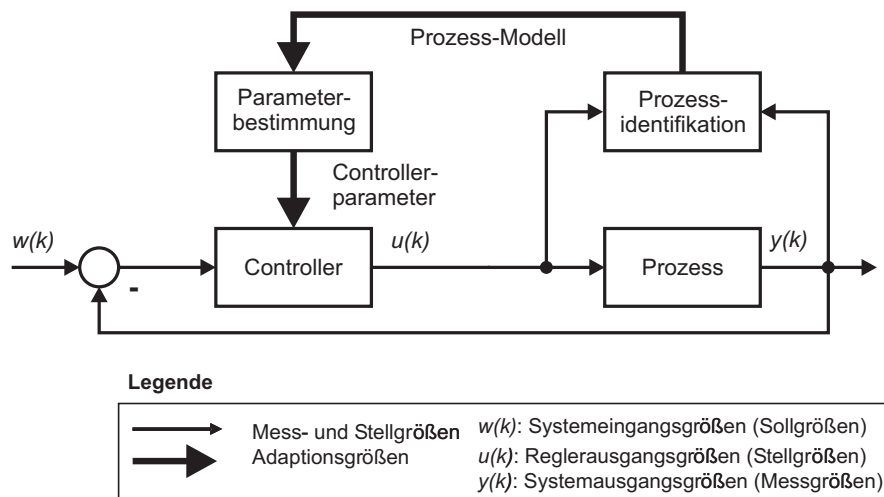 Prozess-Modell
Parameter-
bestimmung
Prozess-
identifikation
Controller-
parameter
w(k)
u(k)
y(k)
Controller
Prozess
-
Legende
Mess- und Stellgrößen
Adaptionsgrößen
w(k): Systemeingangsgrößen (Sollgrößen)
u(k): Reglerausgangsgrößen (Stellgrößen)
y(k): Systemausgangsgrößen (Messgrößen)